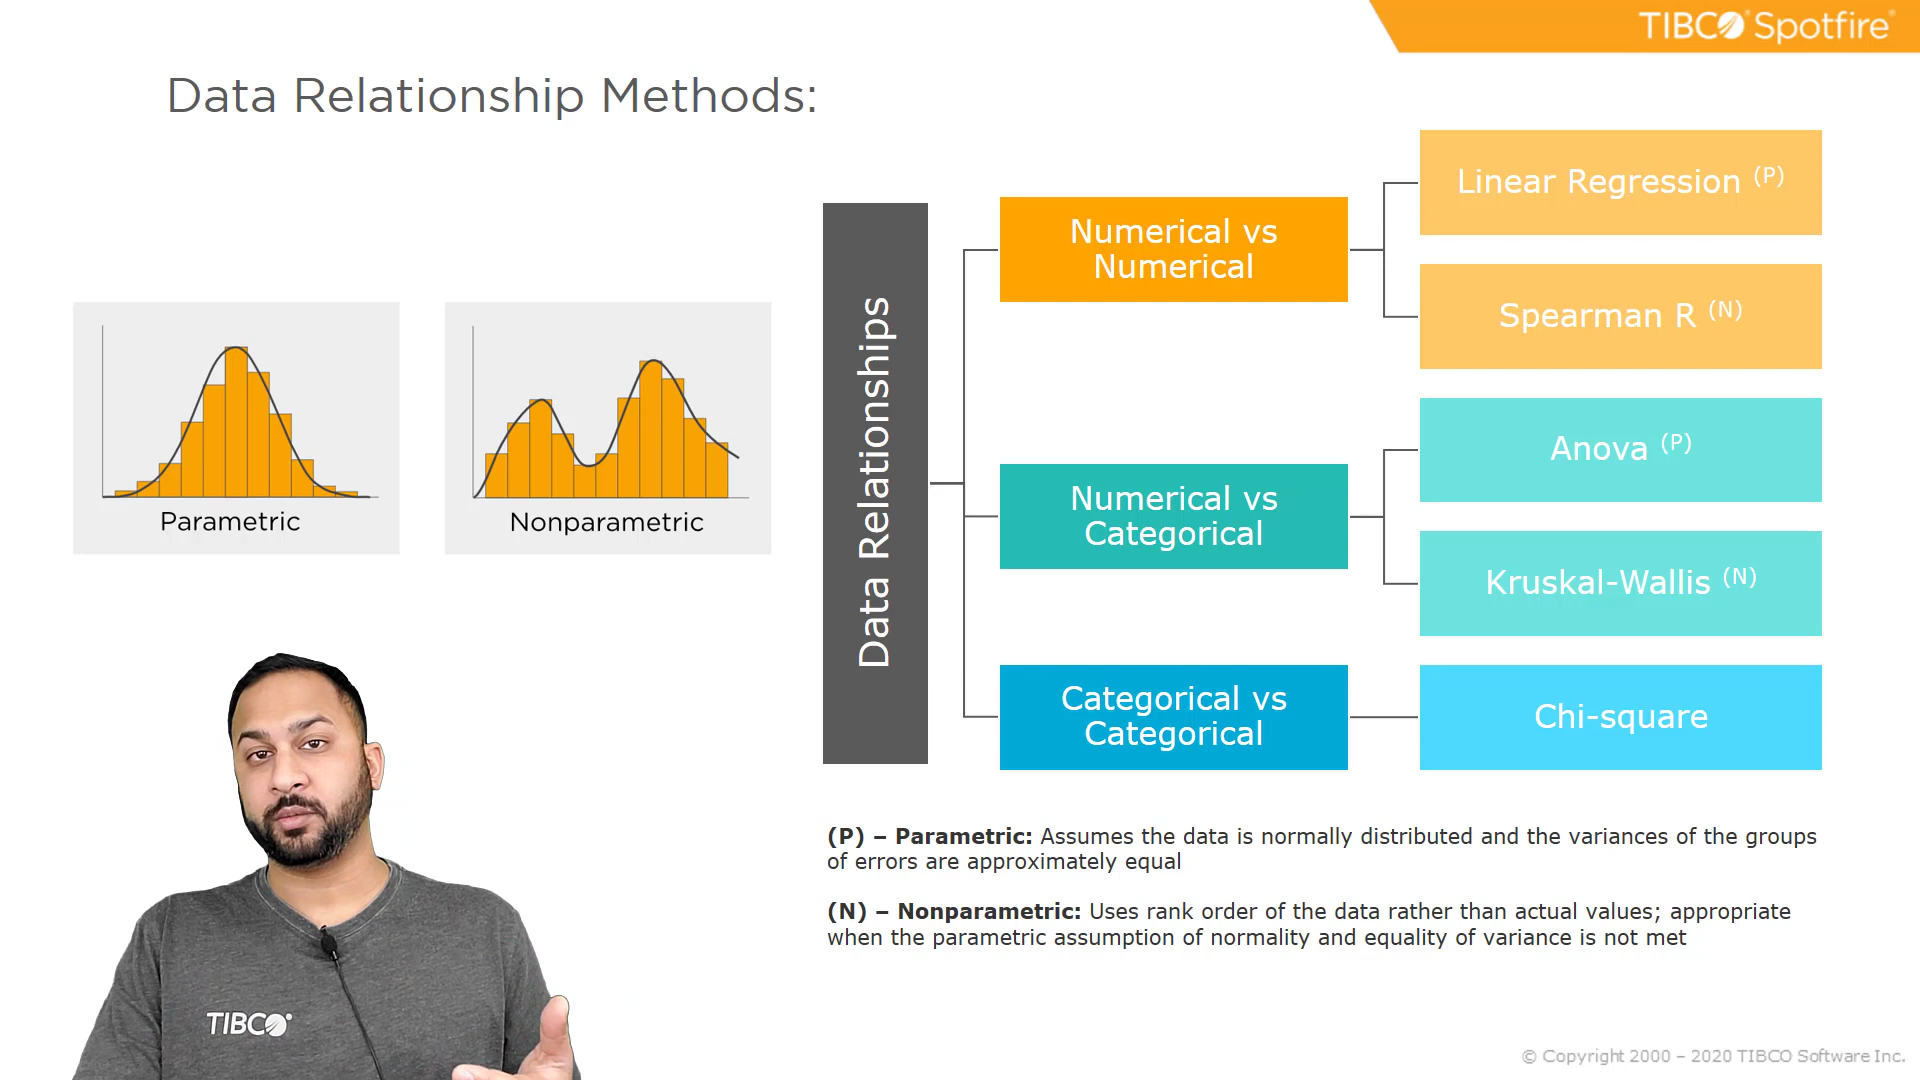 TIBCO Spotfire®
Data Relationship Methods:
Parametric
Nonparametric
Data Relationships
Numerical vs
Numerical
Linear Regression (P)
Spearman R (N)
Numerical vs
Categorical
Anova (P)
Kruskal-Wallis (N)
Categorical vs
Categorical
Chi-square
(P) – Parametric: Assumes the data is normally distributed and the variances of the groups
of errors are approximately equal
(N) – Nonparametric: Uses rank order of the data rather than actual values; appropriate
when the parametric assumption of normality and equality of variance is not met
TIBCO
© Copyright 2000 – 2020 TIBCO Software Inc.